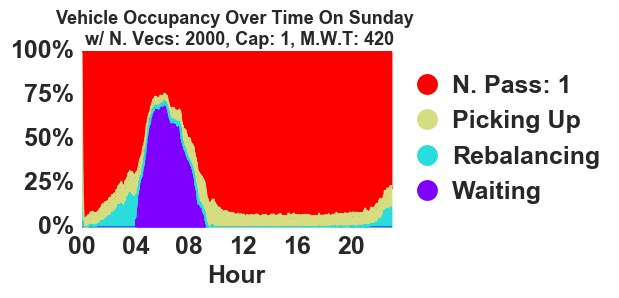 Vehicle Occupancy Over Time On Sunday
w/ N. Vecs: 2000, Cap: 1, M.W.T: 420
100%
75%
50%
25%
0%
00 04 08 12 16 20
Hour
N. Pass: 1
Picking Up
Rebalancing
Waiting